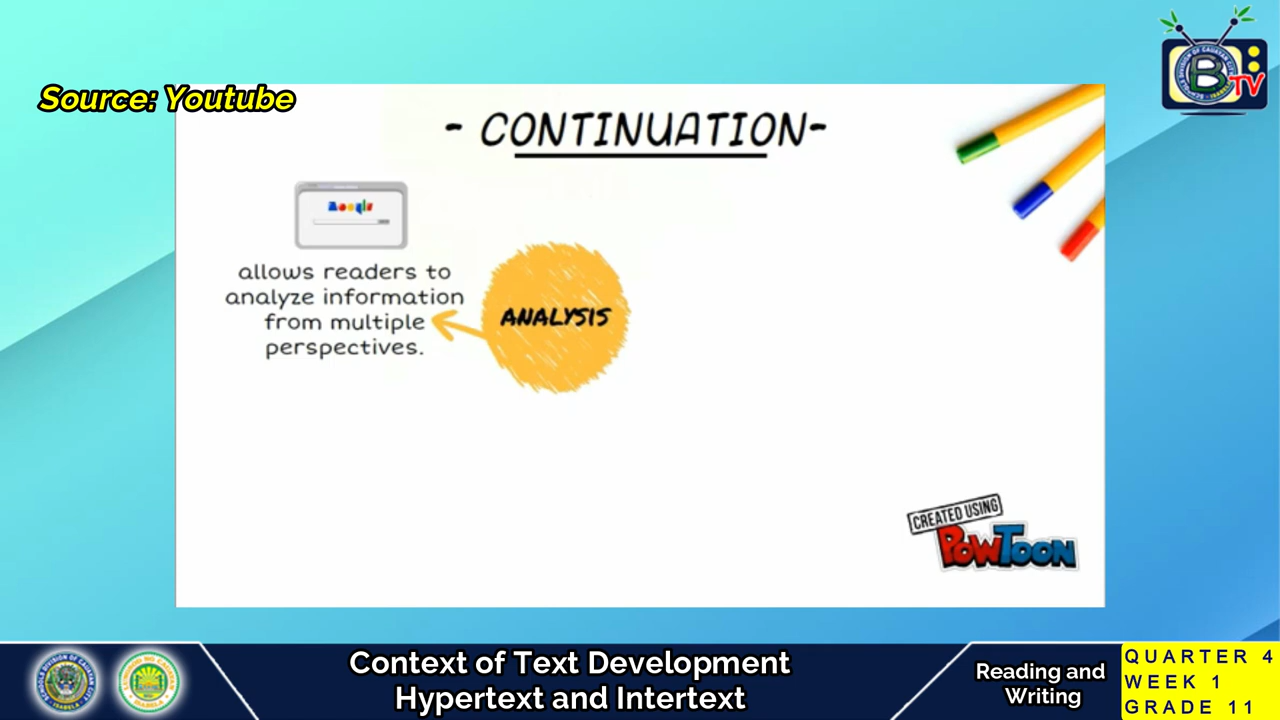 Source: Youtube
- CONTINUATION-
allows readers to
analyze information
from multiple
perspectives.
ANALYSIS
CREATED USING
POWTOON
B TV
Context of Text Development
Hypertext and Intertext
Reading and
Writing
QUARTER 4
WEEK 1
GRADE 11